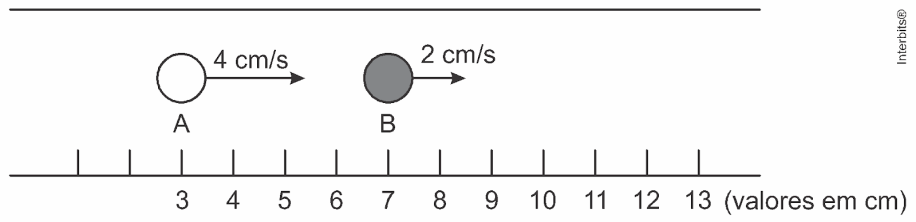 Interbits®
4 cm/s
2 cm/s
A
B
3 4 5 6 7 8 9 10 11 12 13 (valores em cm)